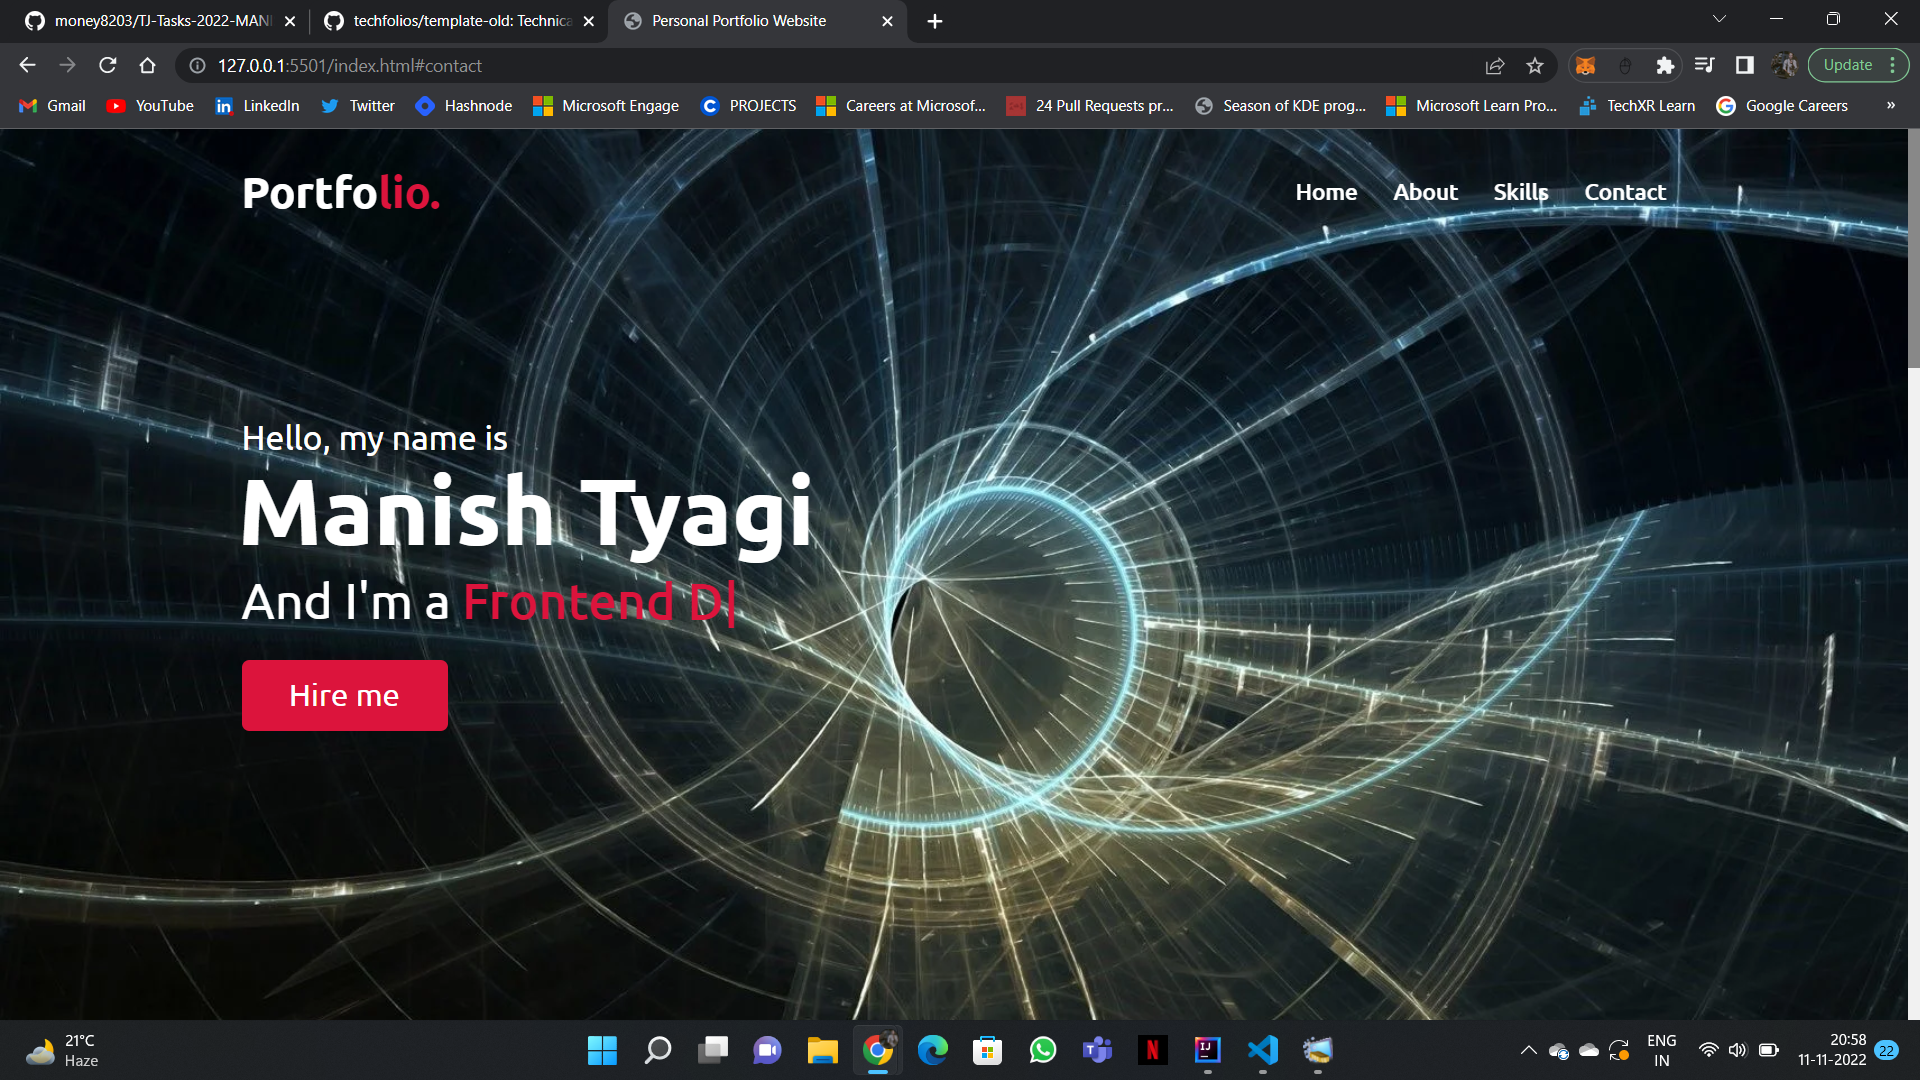 money8203/TJ-Tasks-2022-MANI
techfolios/template-old: Technica
Personal Portfolio Website
127.0.0.1:5501/index.html#contact
Update
Gmail
YouTube
LinkedIn
Twitter
Hashnode
Microsoft Engage
PROJECTS
Careers at Microsof...
24 Pull Requests pr...
Season of KDE prog...
Microsoft Learn Pro...
TechXR Learn
Google Careers
»
Portfolio.
Home
About
Skills
Contact
Hello, my name is
Manish Tyagi
And I'm a Frontend D|
Hire me
21°C
Haze
ENG
IN
20:58
11-11-2022
22